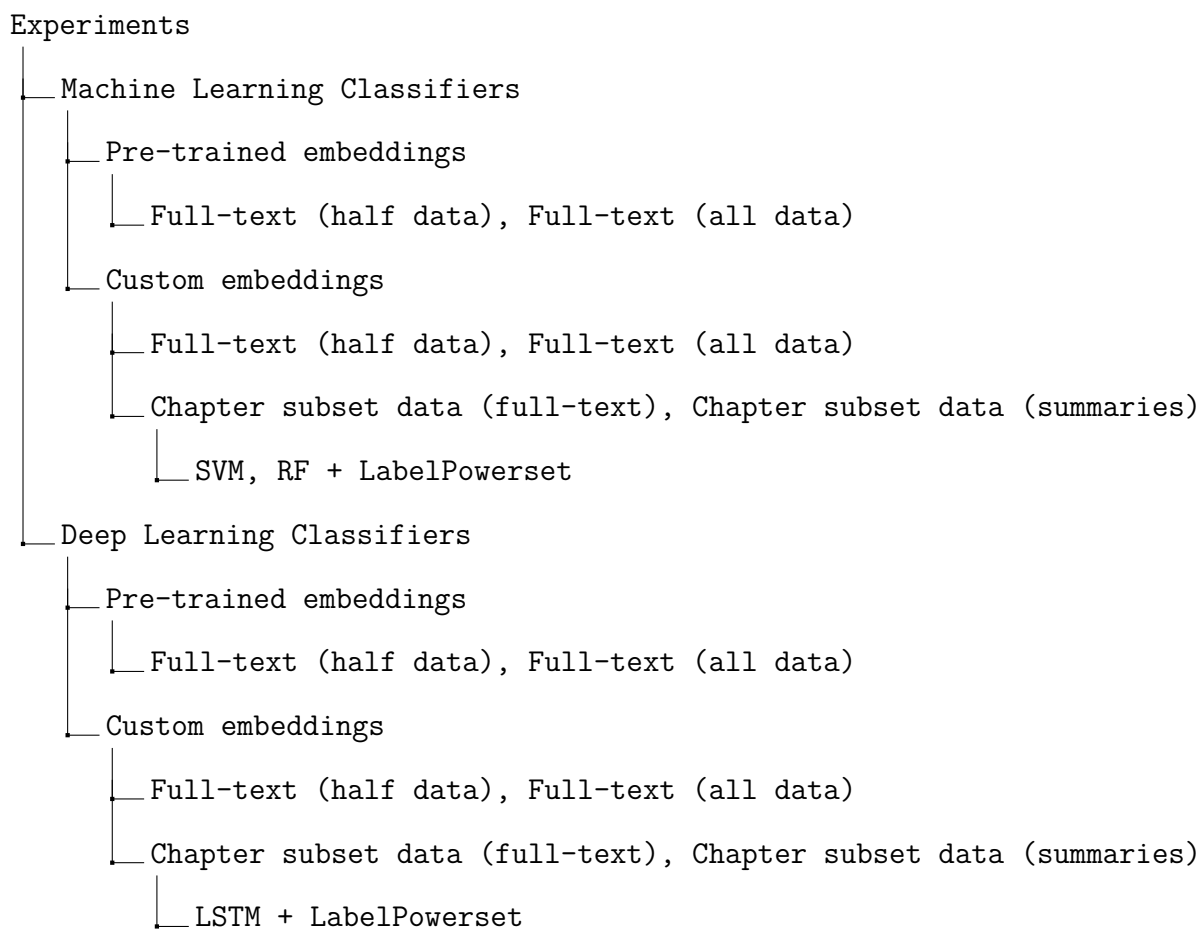 Experiments
Machine Learning Classifiers
Pre-trained embeddings
Full-text (half data), Full-text (all data)
Custom embeddings
Full-text (half data), Full-text (all data)
Chapter subset data (full-text), Chapter subset data (summaries)
SVM, RF + LabelPowerset
Deep Learning Classifiers
Pre-trained embeddings
Full-text (half data), Full-text (all data)
Custom embeddings
Full-text (half data), Full-text (all data)
Chapter subset data (full-text), Chapter subset data (summaries)
LSTM + LabelPowerset